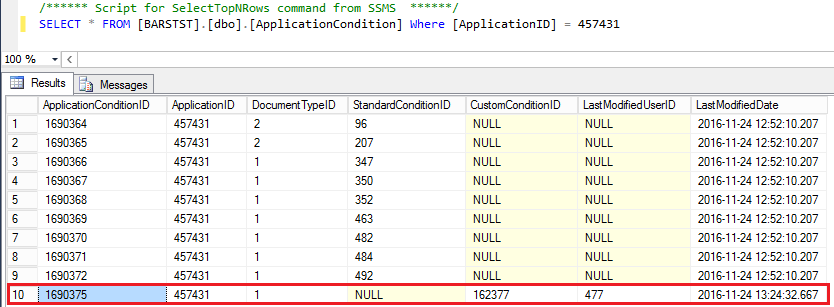 /****** Script for SelectTopNRows command from SSMS ******/
SELECT * FROM [BARSTST].[dbo].[ApplicationCondition] Where [ApplicationID] = 457431
100 %
Results Messages
ApplicationConditionID ApplicationID DocumentTypeID StandardConditionID CustomConditionID LastModifiedUserID LastModifiedDate
1 1690364 457431 2 96 NULL NULL 2016-11-24 12:52:10.207
2 1690365 457431 2 207 NULL NULL 2016-11-24 12:52:10.207
3 1690366 457431 1 347 NULL NULL 2016-11-24 12:52:10.207
4 1690367 457431 1 350 NULL NULL 2016-11-24 12:52:10.207
5 1690368 457431 1 352 NULL NULL 2016-11-24 12:52:10.207
6 1690369 457431 1 463 NULL NULL 2016-11-24 12:52:10.207
7 1690370 457431 1 482 NULL NULL 2016-11-24 12:52:10.207
8 1690371 457431 1 484 NULL NULL 2016-11-24 12:52:10.207
9 1690372 457431 1 492 NULL NULL 2016-11-24 12:52:10.207
10 1690375 457431 1 NULL 162377 477 2016-11-24 13:24:32.667